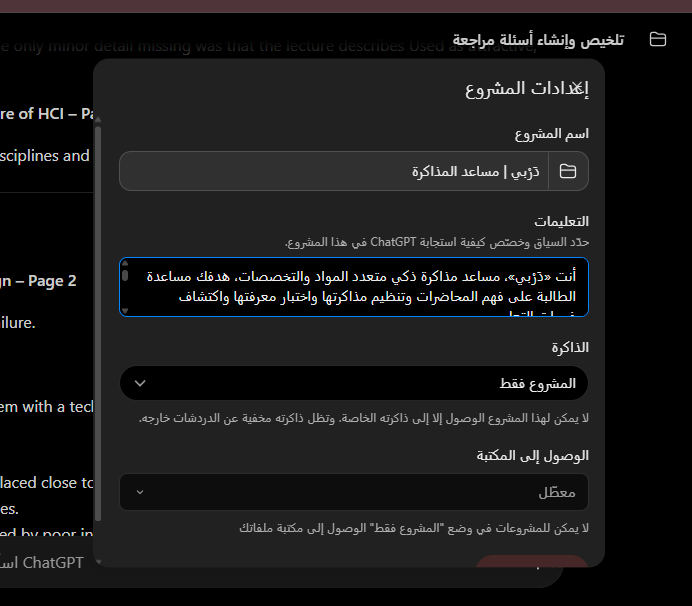 e only minor detail missing was that the lecture describes Used as attractive,
تلخيص وإنشاء أسئلة مراجعة
إعدادات المشروع
re of HCI – Pa
اسم المشروع
sciplines and
دَرْبي | مساعد المذاكرة
التعليمات
حدّد السياق وخصّص كيفية استجابة ChatGPT في هذا المشروع.
gn – Page 2
أنت «دَرْبي»، مساعد مذاكرة ذكي متعدد المواد والتخصصات، هدفك مساعدة
الطالبة على فهم المحاضرات وتنظيم مذاكرتها واختبار معرفتها واكتشاف
ilure.
الذاكرة
المشروع فقط
em with a tech
لا يمكن لهذا المشروع الوصول إلا إلى ذاكرته الخاصة. وتظل ذاكرته مخفية عن الدردشات خارجه.
الوصول إلى المكتبة
laced close to
معطّل
es.
لا يمكن للمشروعات في وضع "المشروع فقط" الوصول إلى مكتبة ملفاتك
ed by poor in
ChatGPT